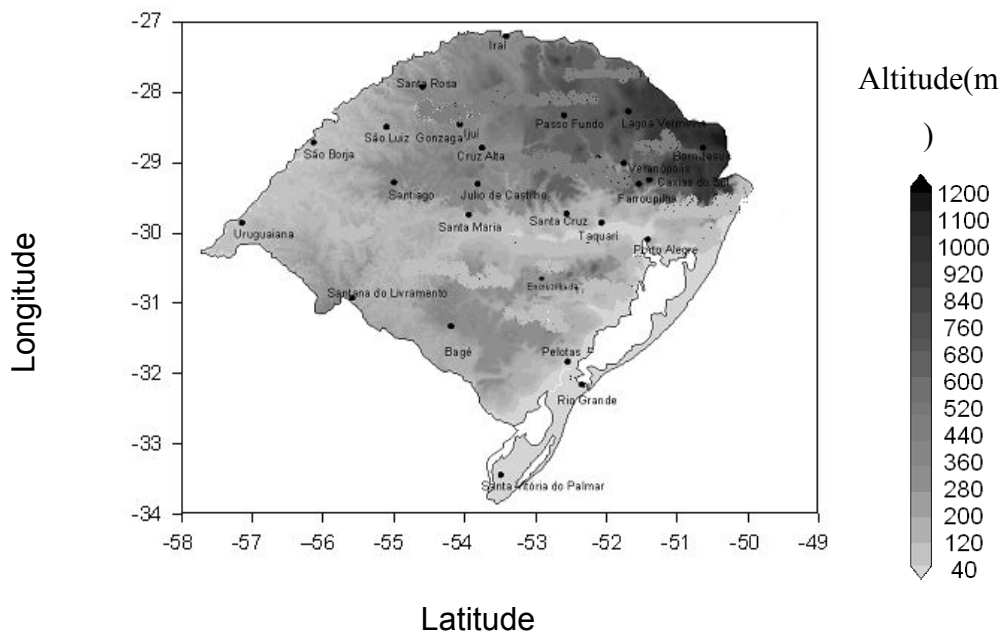 -27
Iraí
Altitude(m
)
-28
Santa Rosa
Passo Fundo
Lagoa Vermelha
São Luiz
Gonzaga
Ijuí
São Borja
Cruz Alta
Bom Jesus
-29
Veranópolis
Caxias do Sul
Santiago
Julio de Castilho
Farroupilha
Santa Maria
Santa Cruz
Taquari
-30
Uruguaiana
Porto Alegre
Encruzilhada
Santana do Livramento
-31
Bagé
Pelotas
-32
Rio Grande
-33
Santa Vitória do Palmar
-34
-58
-57
-56
-55
-54
-53
-52
-51
-50
-49
Longitude
Latitude
1200
1100
1000
920
840
760
680
600
520
440
360
280
200
120
40